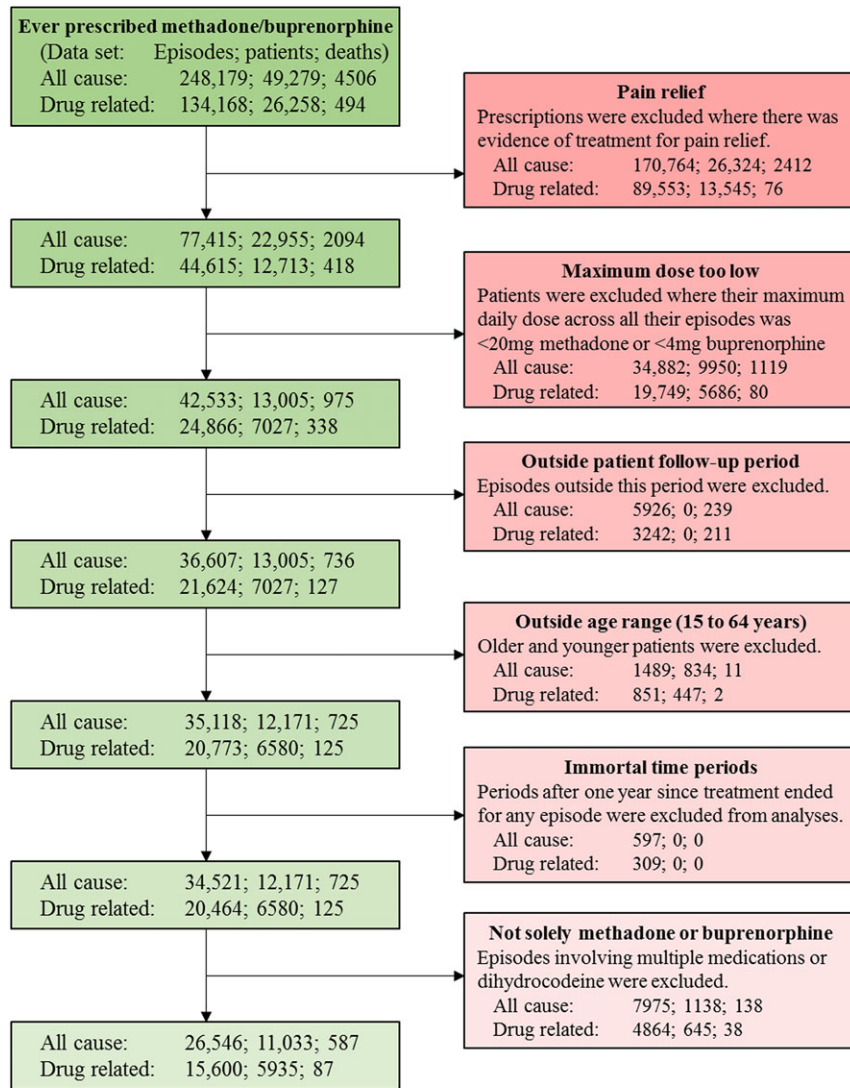 Ever prescribed methadone/buprenorphine
(Data set: Episodes; patients; deaths)
All cause: 248,179; 49,279; 4506
Drug related: 134,168; 26,258; 494
Pain relief
Prescriptions were excluded where there was
evidence of treatment for pain relief.
All cause: 170,764; 26,324; 2412
Drug related: 89,553; 13,545; 76
All cause: 77,415; 22,955; 2094
Drug related: 44,615; 12,713; 418
Maximum dose too low
Patients were excluded where their maximum
daily dose across all their episodes was
<20mg methadone or <4mg buprenorphine
All cause: 34,882; 9950; 1119
Drug related: 19,749; 5686; 80
All cause: 42,533; 13,005; 975
Drug related: 24,866; 7027; 338
Outside patient follow-up period
Episodes outside this period were excluded.
All cause: 5926; 0; 239
Drug related: 3242; 0; 211
All cause: 36,607; 13,005; 736
Drug related: 21,624; 7027; 127
Outside age range (15 to 64 years)
Older and younger patients were excluded.
All cause: 1489; 834; 11
Drug related: 851; 447; 2
All cause: 35,118; 12,171; 725
Drug related: 20,773; 6580; 125
Immortal time periods
Periods after one year since treatment ended
for any episode were excluded from analyses.
All cause: 597; 0; 0
Drug related: 309; 0; 0
All cause: 34,521; 12,171; 725
Drug related: 20,464; 6580; 125
Not solely methadone or buprenorphine
Episodes involving multiple medications or
dihydrocodeine were excluded.
All cause: 7975; 1138; 138
Drug related: 4864; 645; 38
All cause: 26,546; 11,033; 587
Drug related: 15,600; 5935; 87